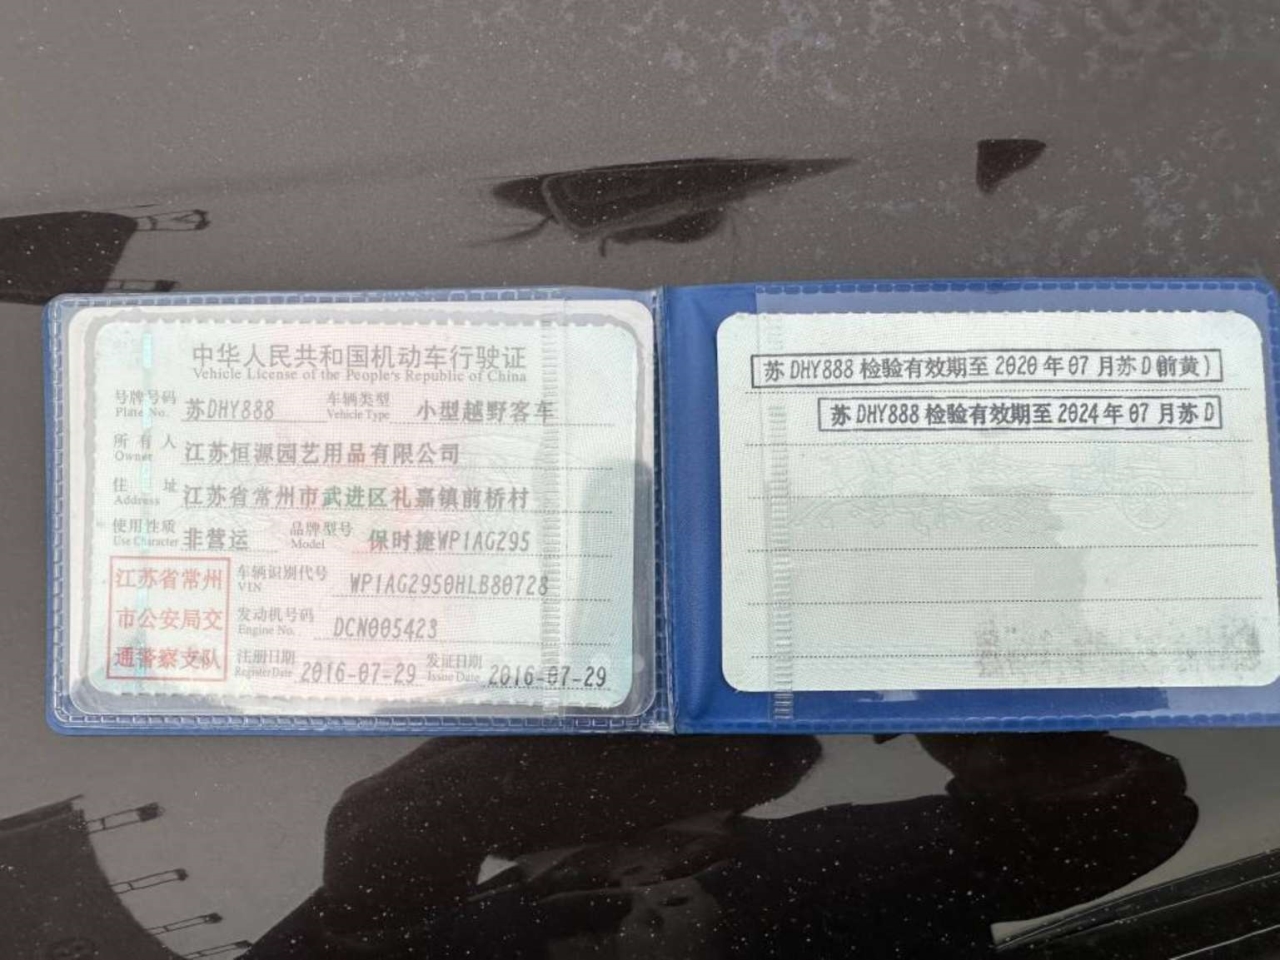 中华人民共和国机动车行驶证
Vehicle License of the People's Republic of China
号牌号码 苏DHY888 车辆类型 小型越野客车
Plate No. Vehicle Type
所有人 江苏恒源园艺用品有限公司
Owner
住址 江苏省常州市武进区礼嘉镇前桥村
Address
使用性质 非营运 品牌型号 保时捷WP1AG295
Use Character Model
江苏省常州
市公安局交
通警察支队
车辆识别代号 WP1AG2950HLB80728
VIN
发动机号码 DCN005423
Engine No.
注册日期 2016-07-29 发证日期 2016-07-29
Register Date Issue Date
苏DHY888检验有效期至2020年07月苏D(前黄)
苏DHY888检验有效期至2024年07月苏D